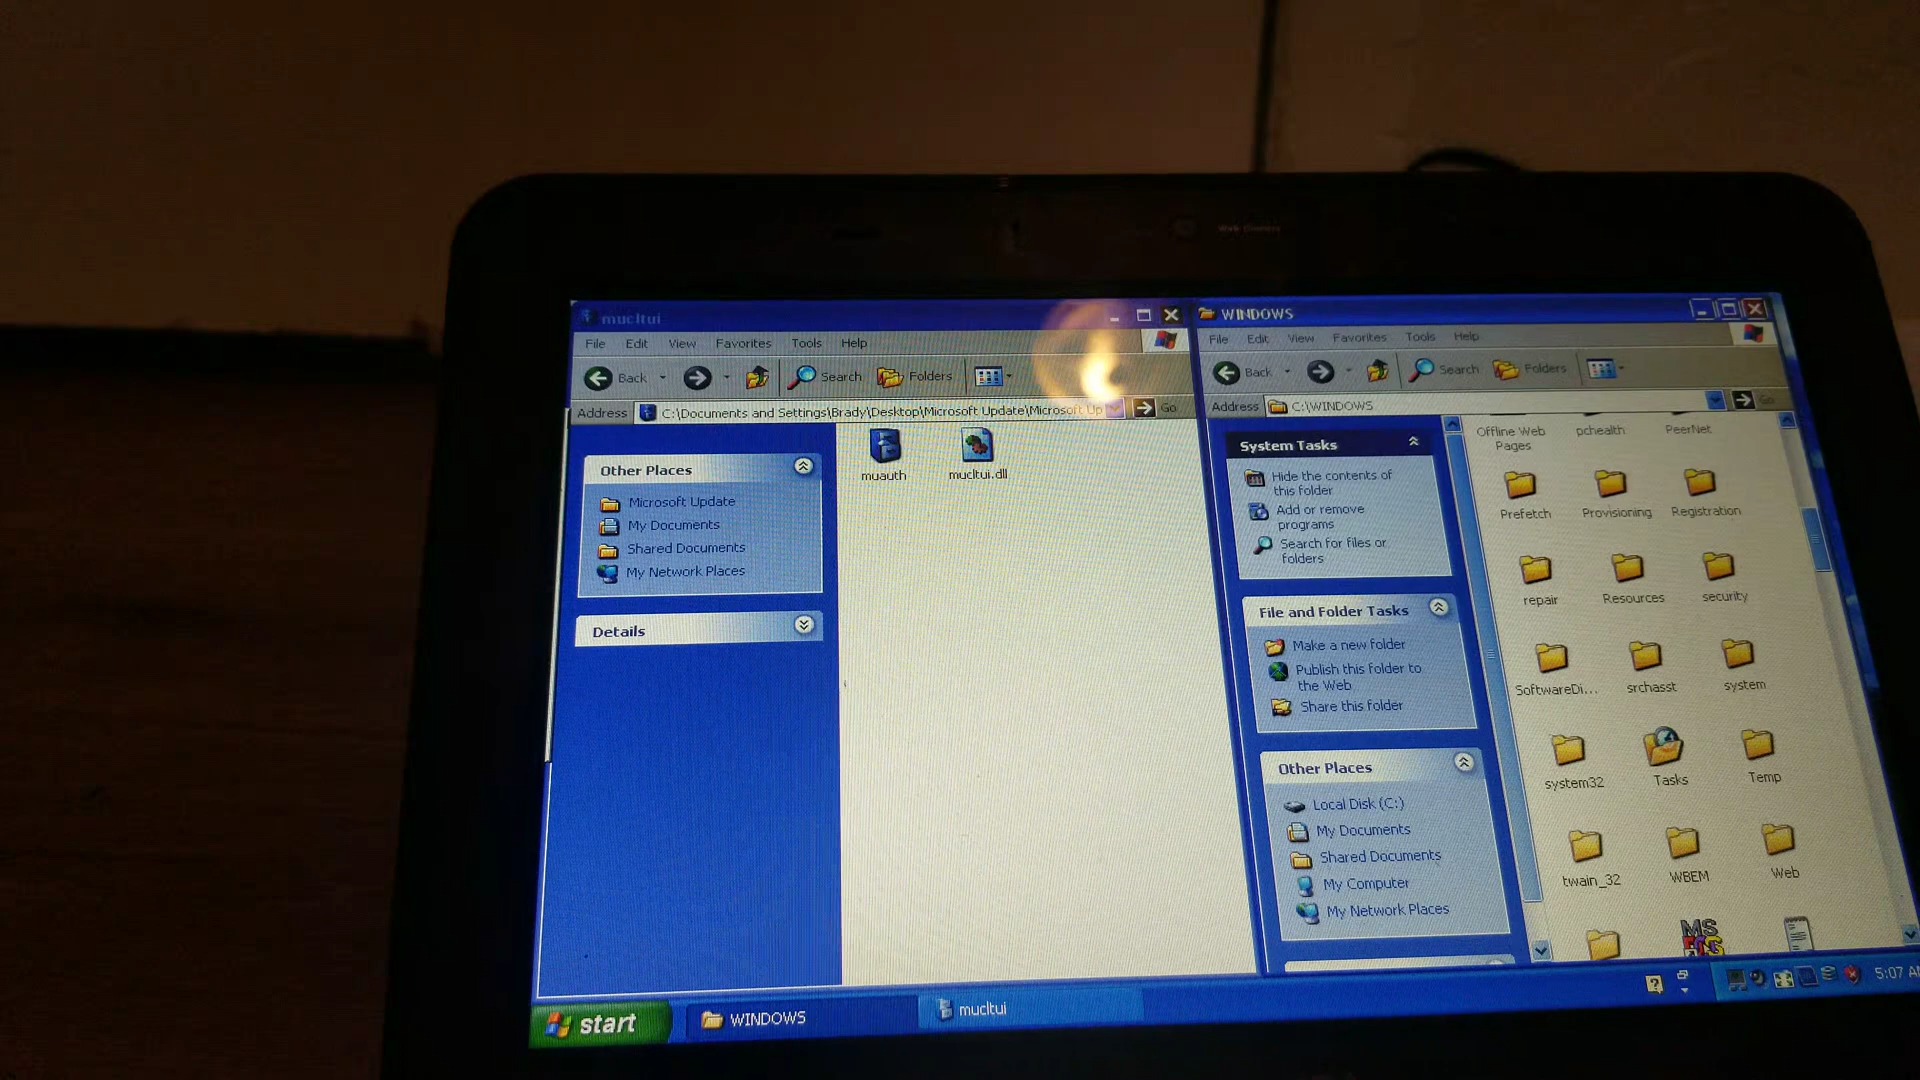 mucltui
File Edit View Favorites Tools Help
Back Search Folders
Address C:\Documents and Settings\Brady\Desktop\Microsoft Update\Microsoft Up Go
Other Places
Microsoft Update
My Documents
Shared Documents
My Network Places
Details
muauth
mucltui.dll
WINDOWS
File Edit View Favorites Tools Help
Back Search Folders
Address C:\WINDOWS Go
System Tasks
Hide the contents of
this folder
Add or remove
programs
Search for files or
folders
File and Folder Tasks
Make a new folder
Publish this folder to
the Web
Share this folder
Other Places
Local Disk (C:)
My Documents
Shared Documents
My Computer
My Network Places
Offline Web
Pages
pchealth
PeerNet
Prefetch
Provisioning
Registration
repair
Resources
security
SoftwareDi...
srchasst
system
system32
Tasks
Temp
twain_32
WBEM
Web
MS
start
WINDOWS
mucltui
5:07 A